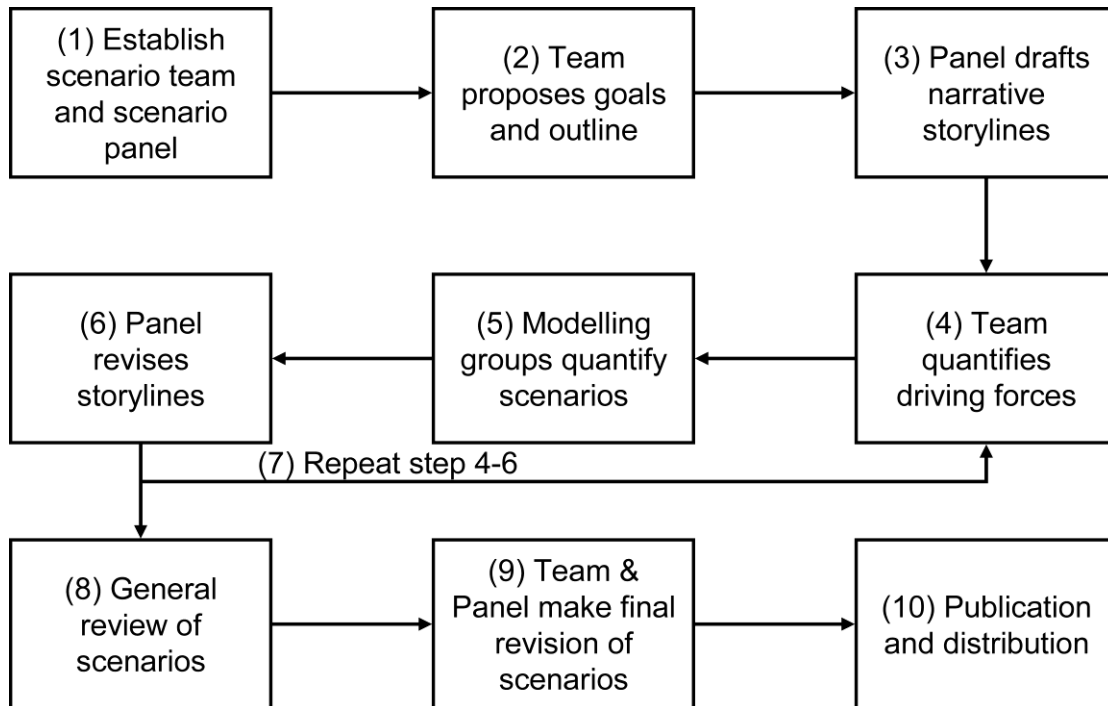 (1) Establish
scenario team
and scenario
panel
(2) Team
proposes goals
and outline
(3) Panel drafts
narrative
storylines
(4) Team
quantifies
driving forces
(5) Modelling
groups quantify
scenarios
(6) Panel
revises
storylines
(7) Repeat step 4-6
(8) General
review of
scenarios
(9) Team &
Panel make final
revision of
scenarios
(10) Publication
and distribution